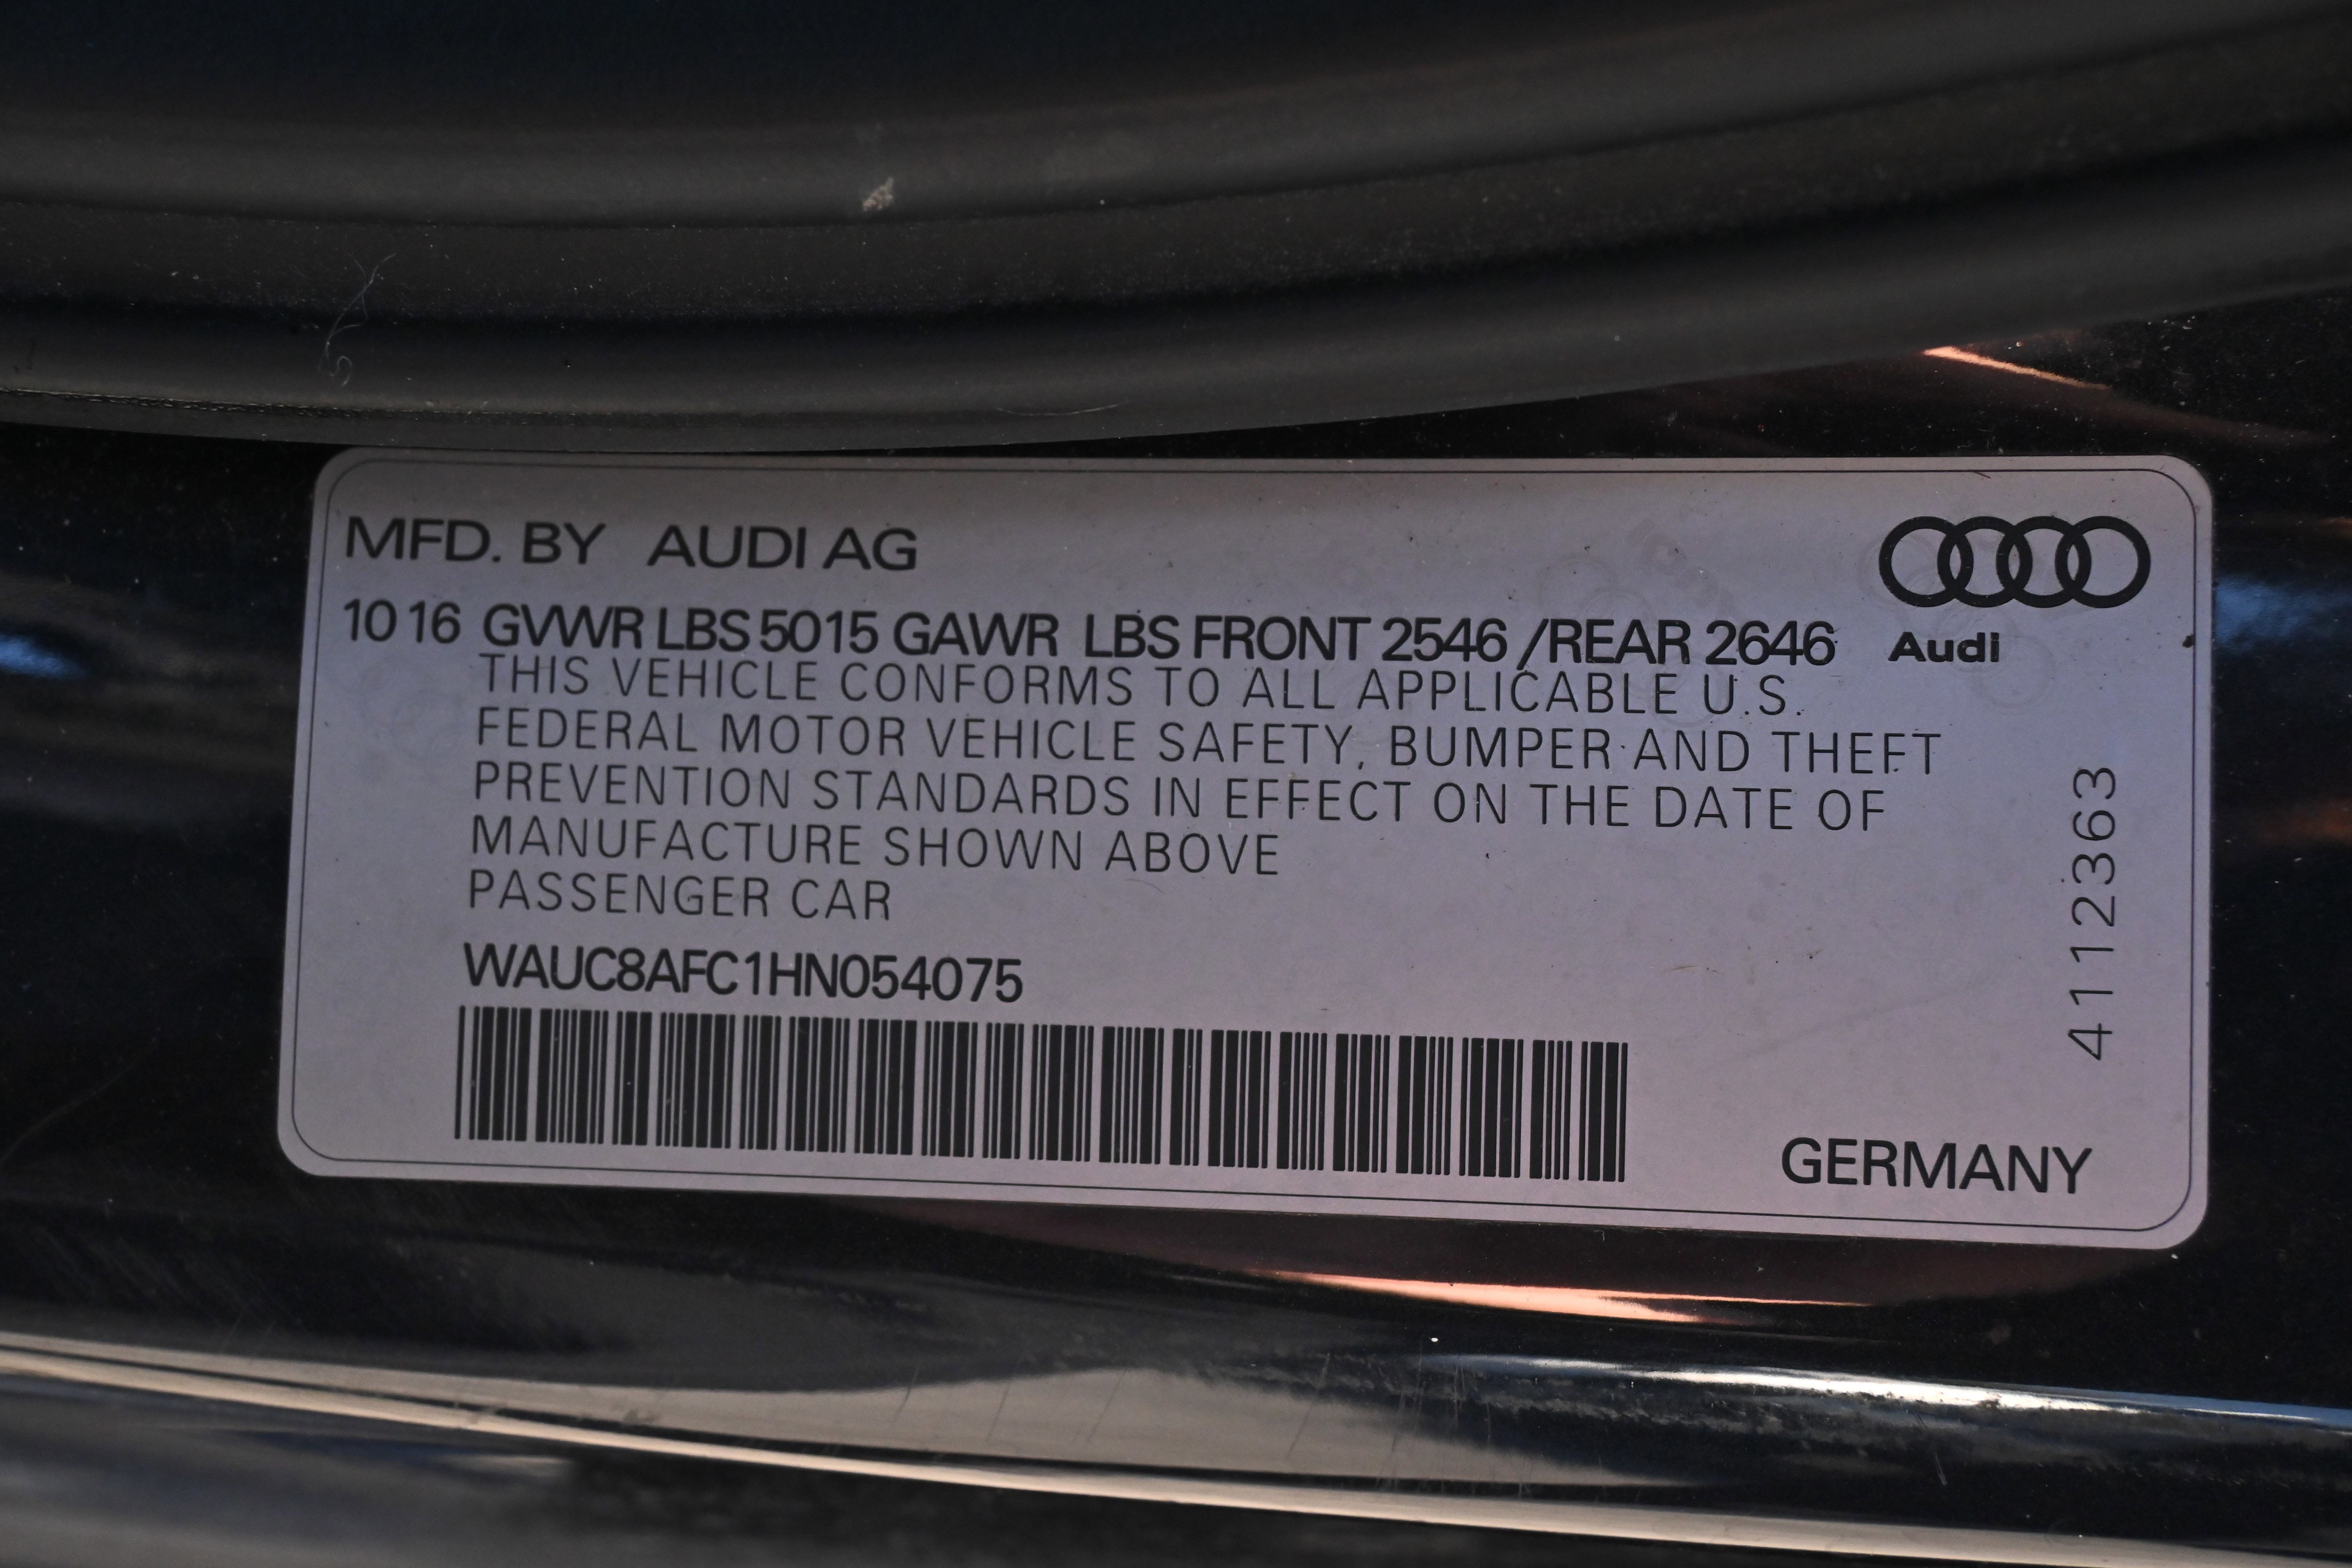 MFD. BY AUDI AG
10 16 GVWR LBS 5015 GAWR LBS FRONT 2546 /REAR 2646
Audi
THIS VEHICLE CONFORMS TO ALL APPLICABLE U.S.
FEDERAL MOTOR VEHICLE SAFETY, BUMPER AND THEFT
PREVENTION STANDARDS IN EFFECT ON THE DATE OF
MANUFACTURE SHOWN ABOVE
PASSENGER CAR
WAUC8AFC1HN054075
4112363
GERMANY